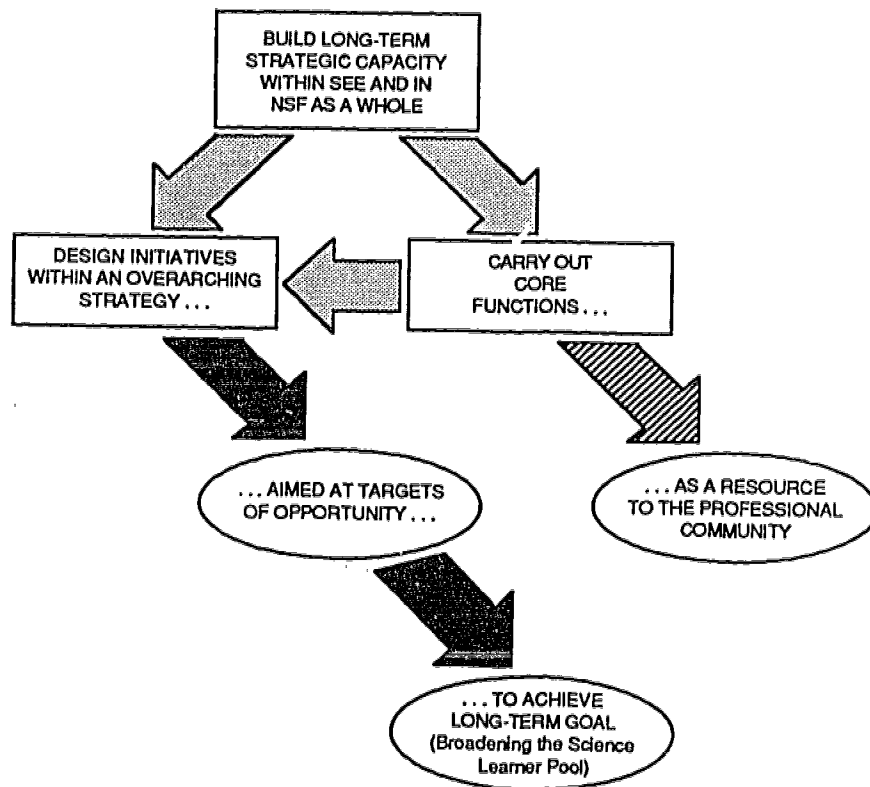 BUILD LONG-TERM
STRATEGIC CAPACITY
WITHIN SEE AND IN
NSF AS A WHOLE
DESIGN INITIATIVES
WITHIN AN OVERARCHING
STRATEGY . . .
CARRY OUT
CORE
FUNCTIONS . . .
. . . AIMED AT TARGETS
OF OPPORTUNITY . . .
. . . AS A RESOURCE
TO THE PROFESSIONAL
COMMUNITY
. . . TO ACHIEVE
LONG-TERM GOAL
(Broadening the Science
Learner Pool)